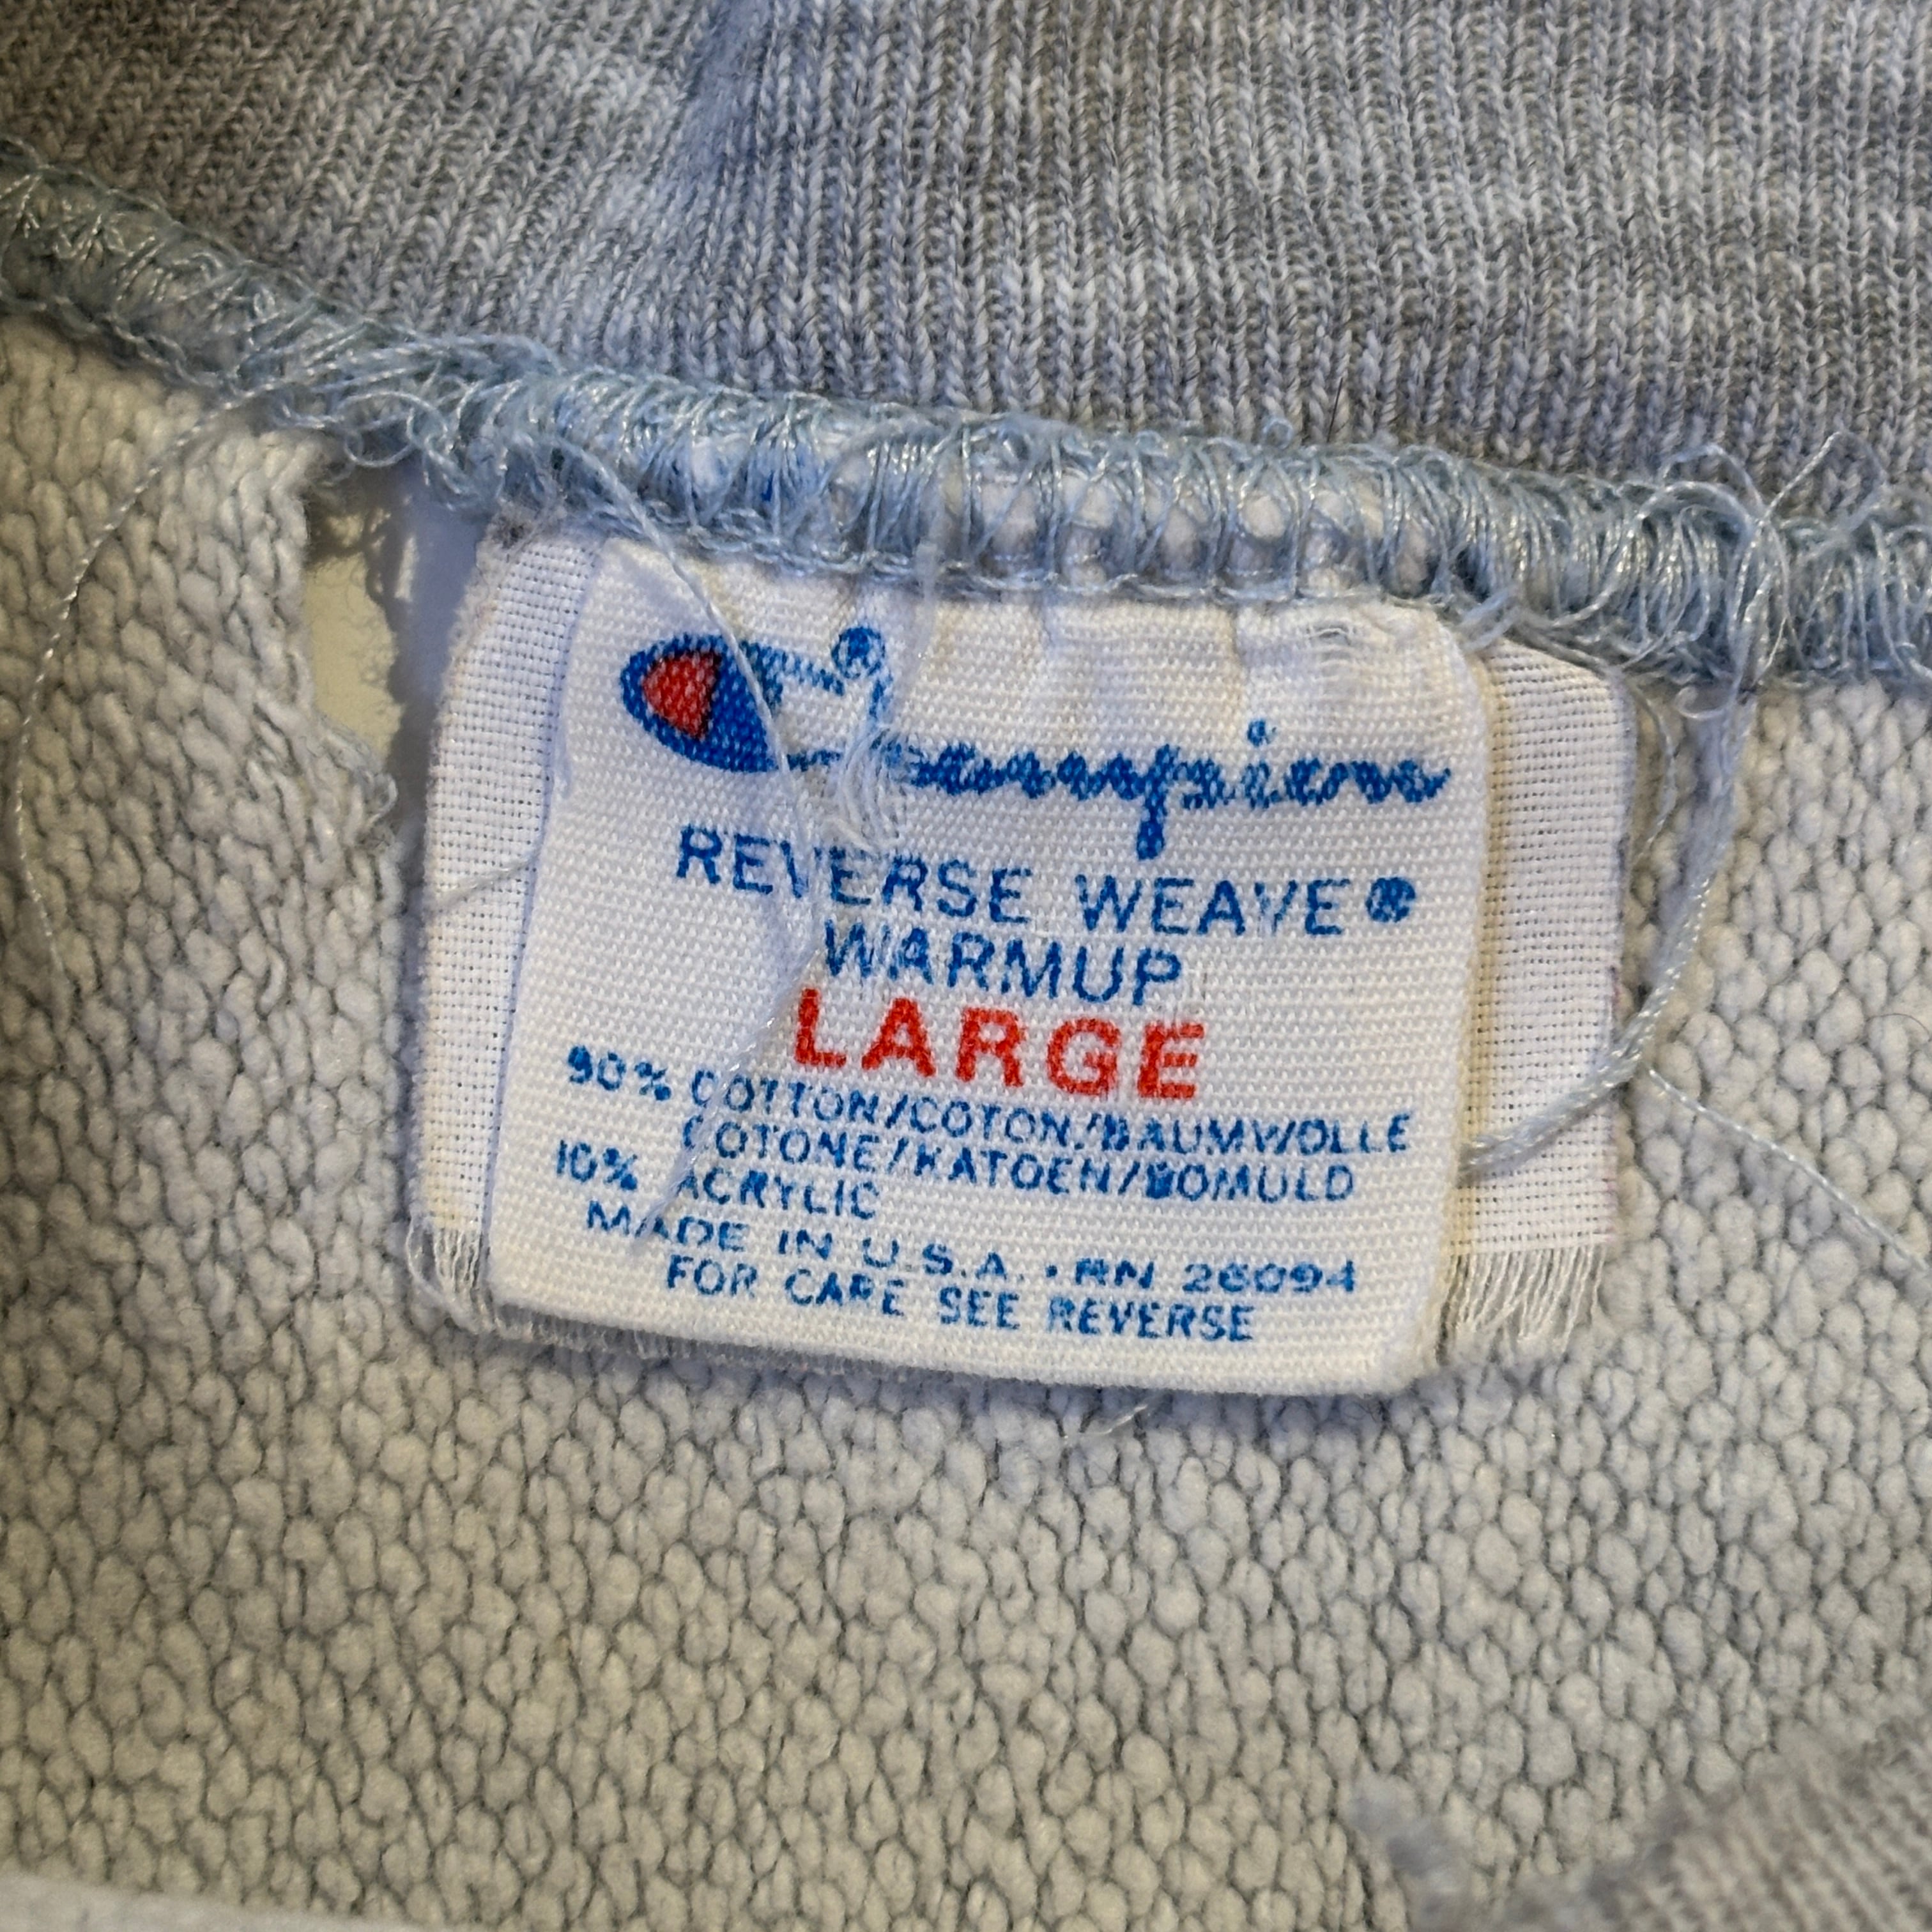 Champion®
REVERSE WEAVE®
WARMUP
LARGE
90% COTTON/COTON/BAUMWOLLE
COTONE/KATOEN/BOMULD
10% ACRYLIC
MADE IN U.S.A. • RN 26094
FOR CARE SEE REVERSE